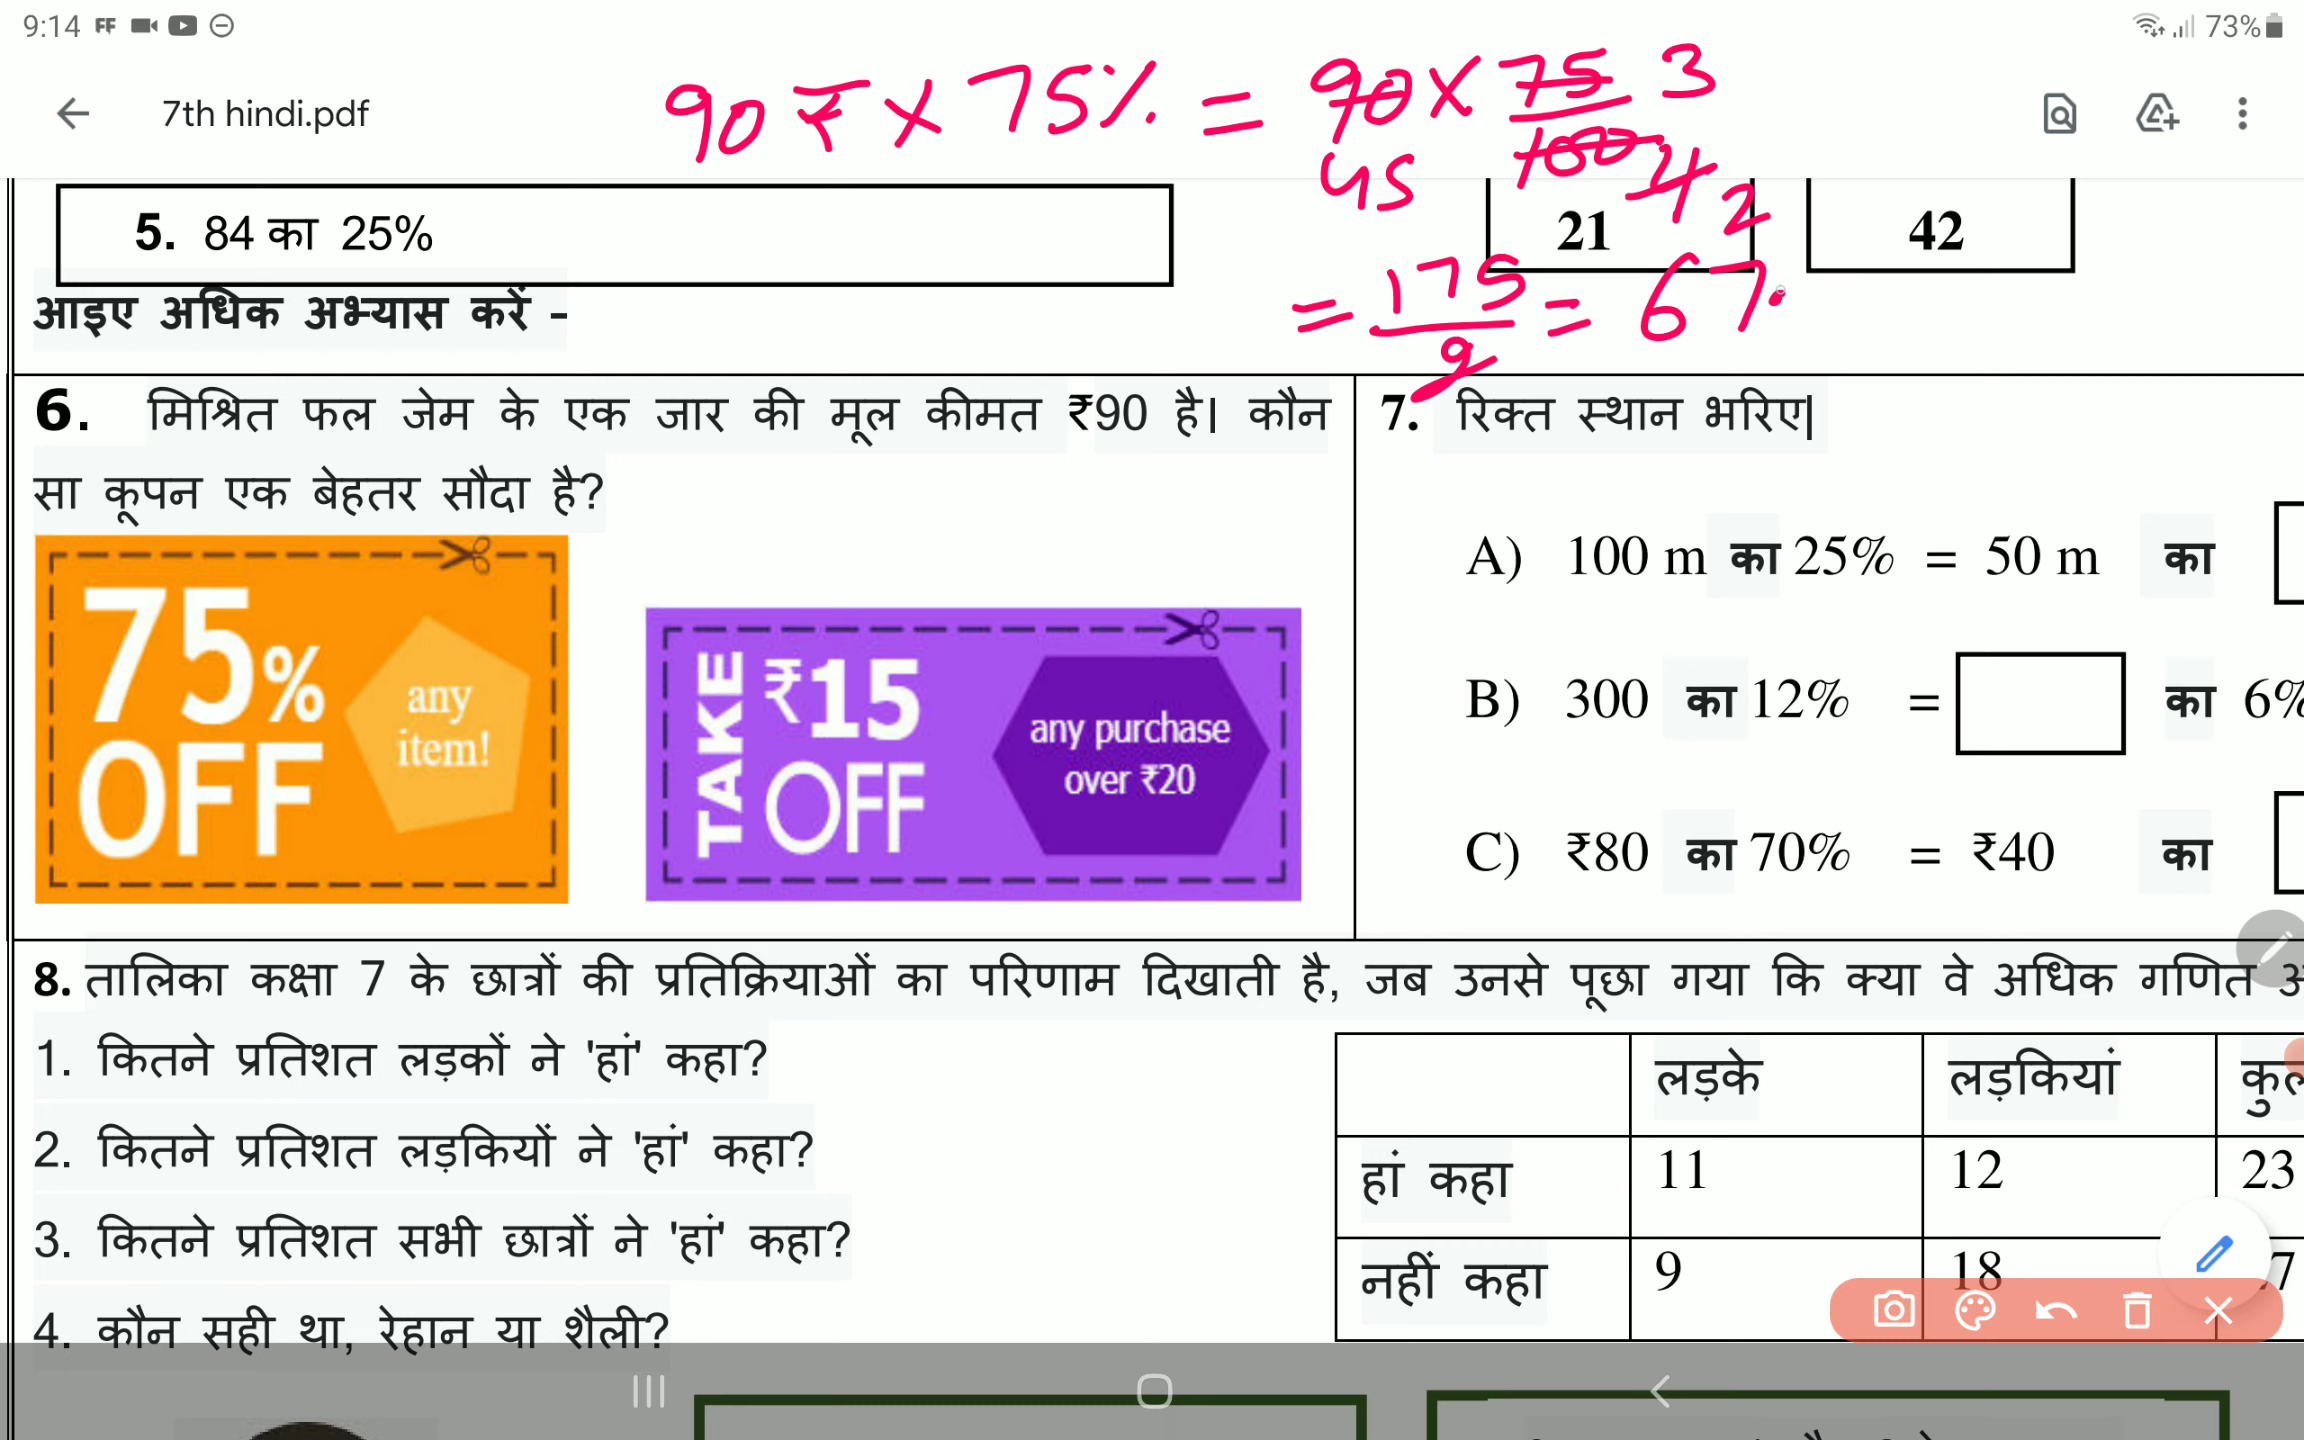 9:14
73%
7th hindi.pdf
90 ₹ × 75% = 90 × 75 3
100 4 2
45
5. 84 का 25%
21
42
= 175 = 67.
2
आइए अधिक अभ्यास करें -
6. मिश्रित फल जेम के एक जार की मूल कीमत ₹90 है। कौन
सा कूपन एक बेहतर सौदा है?
75% OFF
any item!
TAKE ₹15 OFF
any purchase
over ₹20
7. रिक्त स्थान भरिए|
A) 100 m का 25% = 50 m का
B) 300 का 12% = का 6%
C) ₹80 का 70% = ₹40 का
8. तालिका कक्षा 7 के छात्रों की प्रतिक्रियाओं का परिणाम दिखाती है, जब उनसे पूछा गया कि क्या वे अधिक गणित
1. कितने प्रतिशत लड़कों ने 'हां' कहा?
2. कितने प्रतिशत लड़कियों ने 'हां' कहा?
3. कितने प्रतिशत सभी छात्रों ने 'हां' कहा?
4. कौन सही था, रेहान या शैली?
लड़के लड़कियां
हां कहा 11 12 23
नहीं कहा 9 18 7